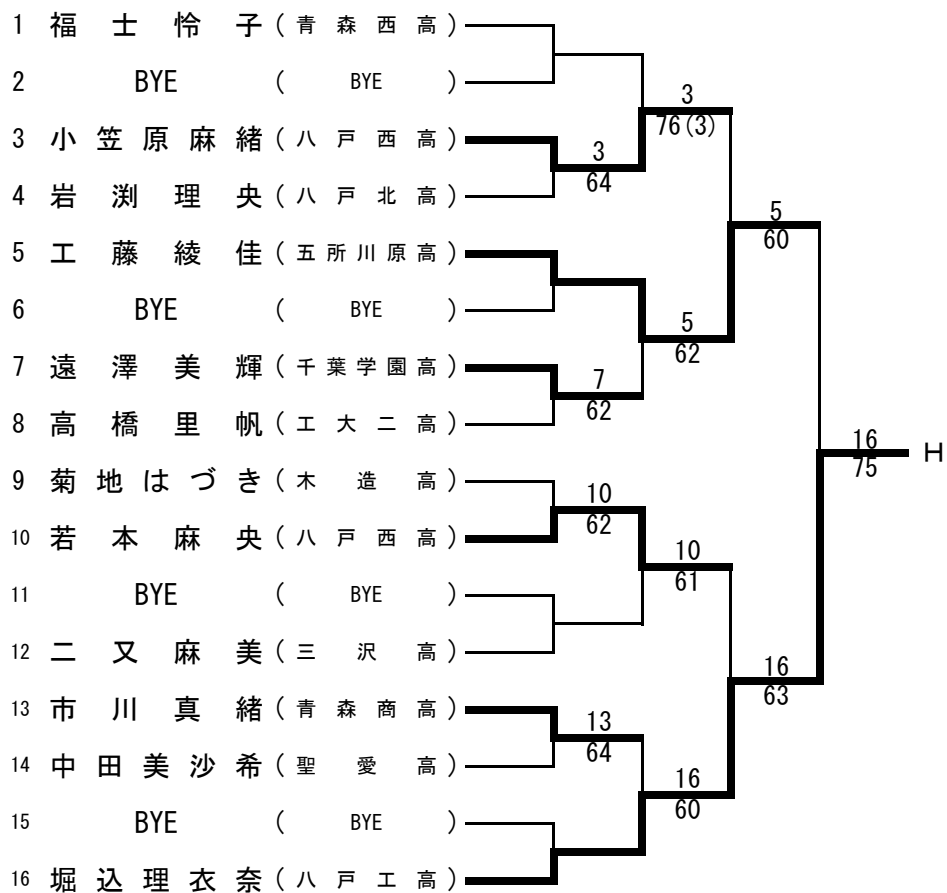 1 福士怜子 (青森西高)
2 BYE (BYE)
3
76(3)
3 小笠原麻緒 (八戸西高)
3
64
4 岩渕理央 (八戸北高)
5
60
5 工藤綾佳 (五所川原高)
6 BYE (BYE)
5
62
7 遠澤美輝 (千葉学園高)
7
62
8 高橋里帆 (工大二高)
16
75
H
9 菊地はづき (木造高)
10
62
10 若本麻央 (八戸西高)
10
61
11 BYE (BYE)
12 二又麻美 (三沢高)
16
63
13 市川真緒 (青森商高)
13
64
14 中田美沙希 (聖愛高)
16
60
15 BYE (BYE)
16 堀込理衣奈 (八戸工高)